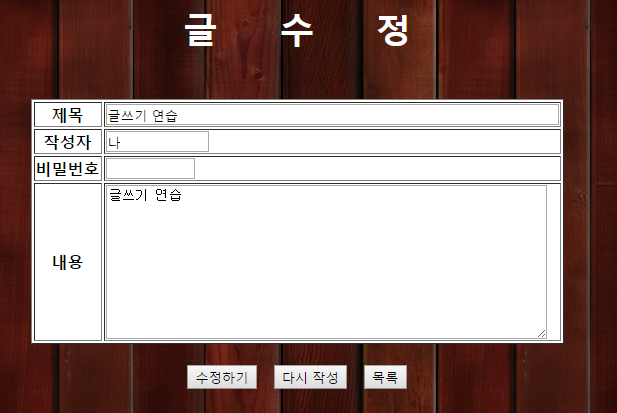 글 수 정
제목 글쓰기 연습
작성자 나
비밀번호
내용 글쓰기 연습
수정하기 다시 작성 목록